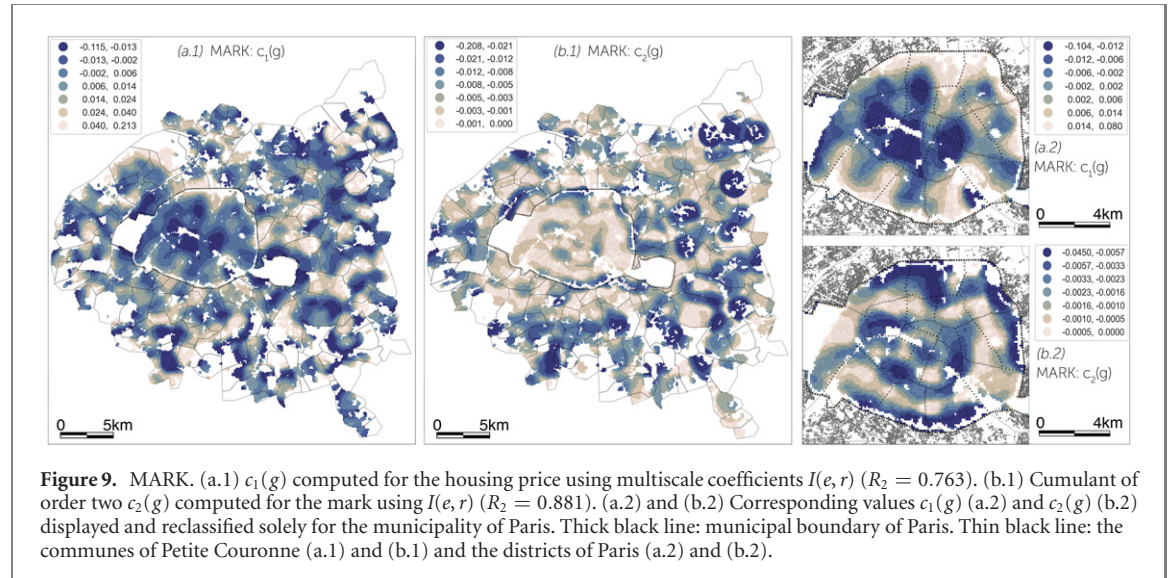 (a.1) MARK: c₁(g)
-0.115, -0.013
-0.013, -0.002
-0.002, 0.006
0.006, 0.014
0.014, 0.024
0.024, 0.040
0.040, 0.213
0 5km
(b.1) MARK: c₂(g)
-0.208, -0.021
-0.021, -0.012
-0.012, -0.008
-0.008, -0.005
-0.005, -0.003
-0.003, -0.001
-0.001, 0.000
0 5km
-0.104, -0.012
-0.012, -0.006
-0.006, -0.002
-0.002, 0.002
0.002, 0.006
0.006, 0.014
0.014, 0.080
(a.2)
MARK: c₁(g)
0 4km
-0.0450, -0.0057
-0.0057, -0.0033
-0.0033, -0.0023
-0.0023, -0.0016
-0.0016, -0.0010
-0.0010, -0.0005
-0.0005, 0.0000
(b.2)
MARK: c₂(g)
0 4km
Figure 9. MARK. (a.1) c₁(g) computed for the housing price using multiscale coefficients I(e, r) (R₂ = 0.763). (b.1) Cumulant of
order two c₂(g) computed for the mark using I(e, r) (R₂ = 0.881). (a.2) and (b.2) Corresponding values c₁(g) (a.2) and c₂(g) (b.2)
displayed and reclassified solely for the municipality of Paris. Thick black line: municipal boundary of Paris. Thin black line: the
communes of Petite Couronne (a.1) and (b.1) and the districts of Paris (a.2) and (b.2).